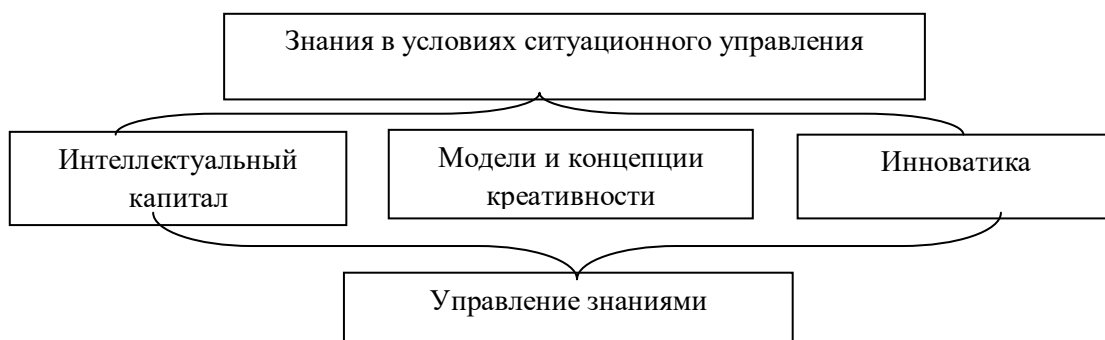 Знания в условиях ситуационного управления
Интеллектуальный
капитал
Модели и концепции
креативности
Инноватика
Управление знаниями